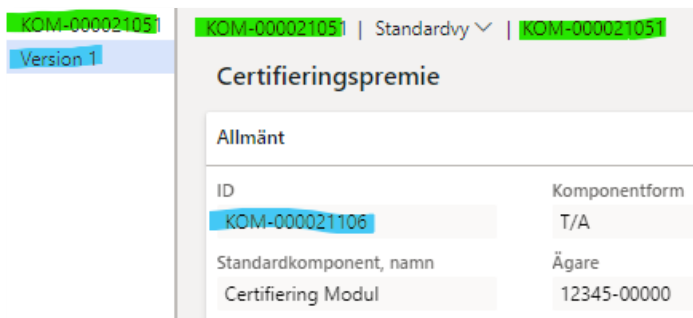 KOM-000021051
Version 1
KOM-000021051 | Standardvy | KOM-000021051
Certifieringspremie
Allmänt
ID Komponentform
KOM-000021106 T/A
Standardkomponent, namn Ägare
Certifiering Modul 12345-00000